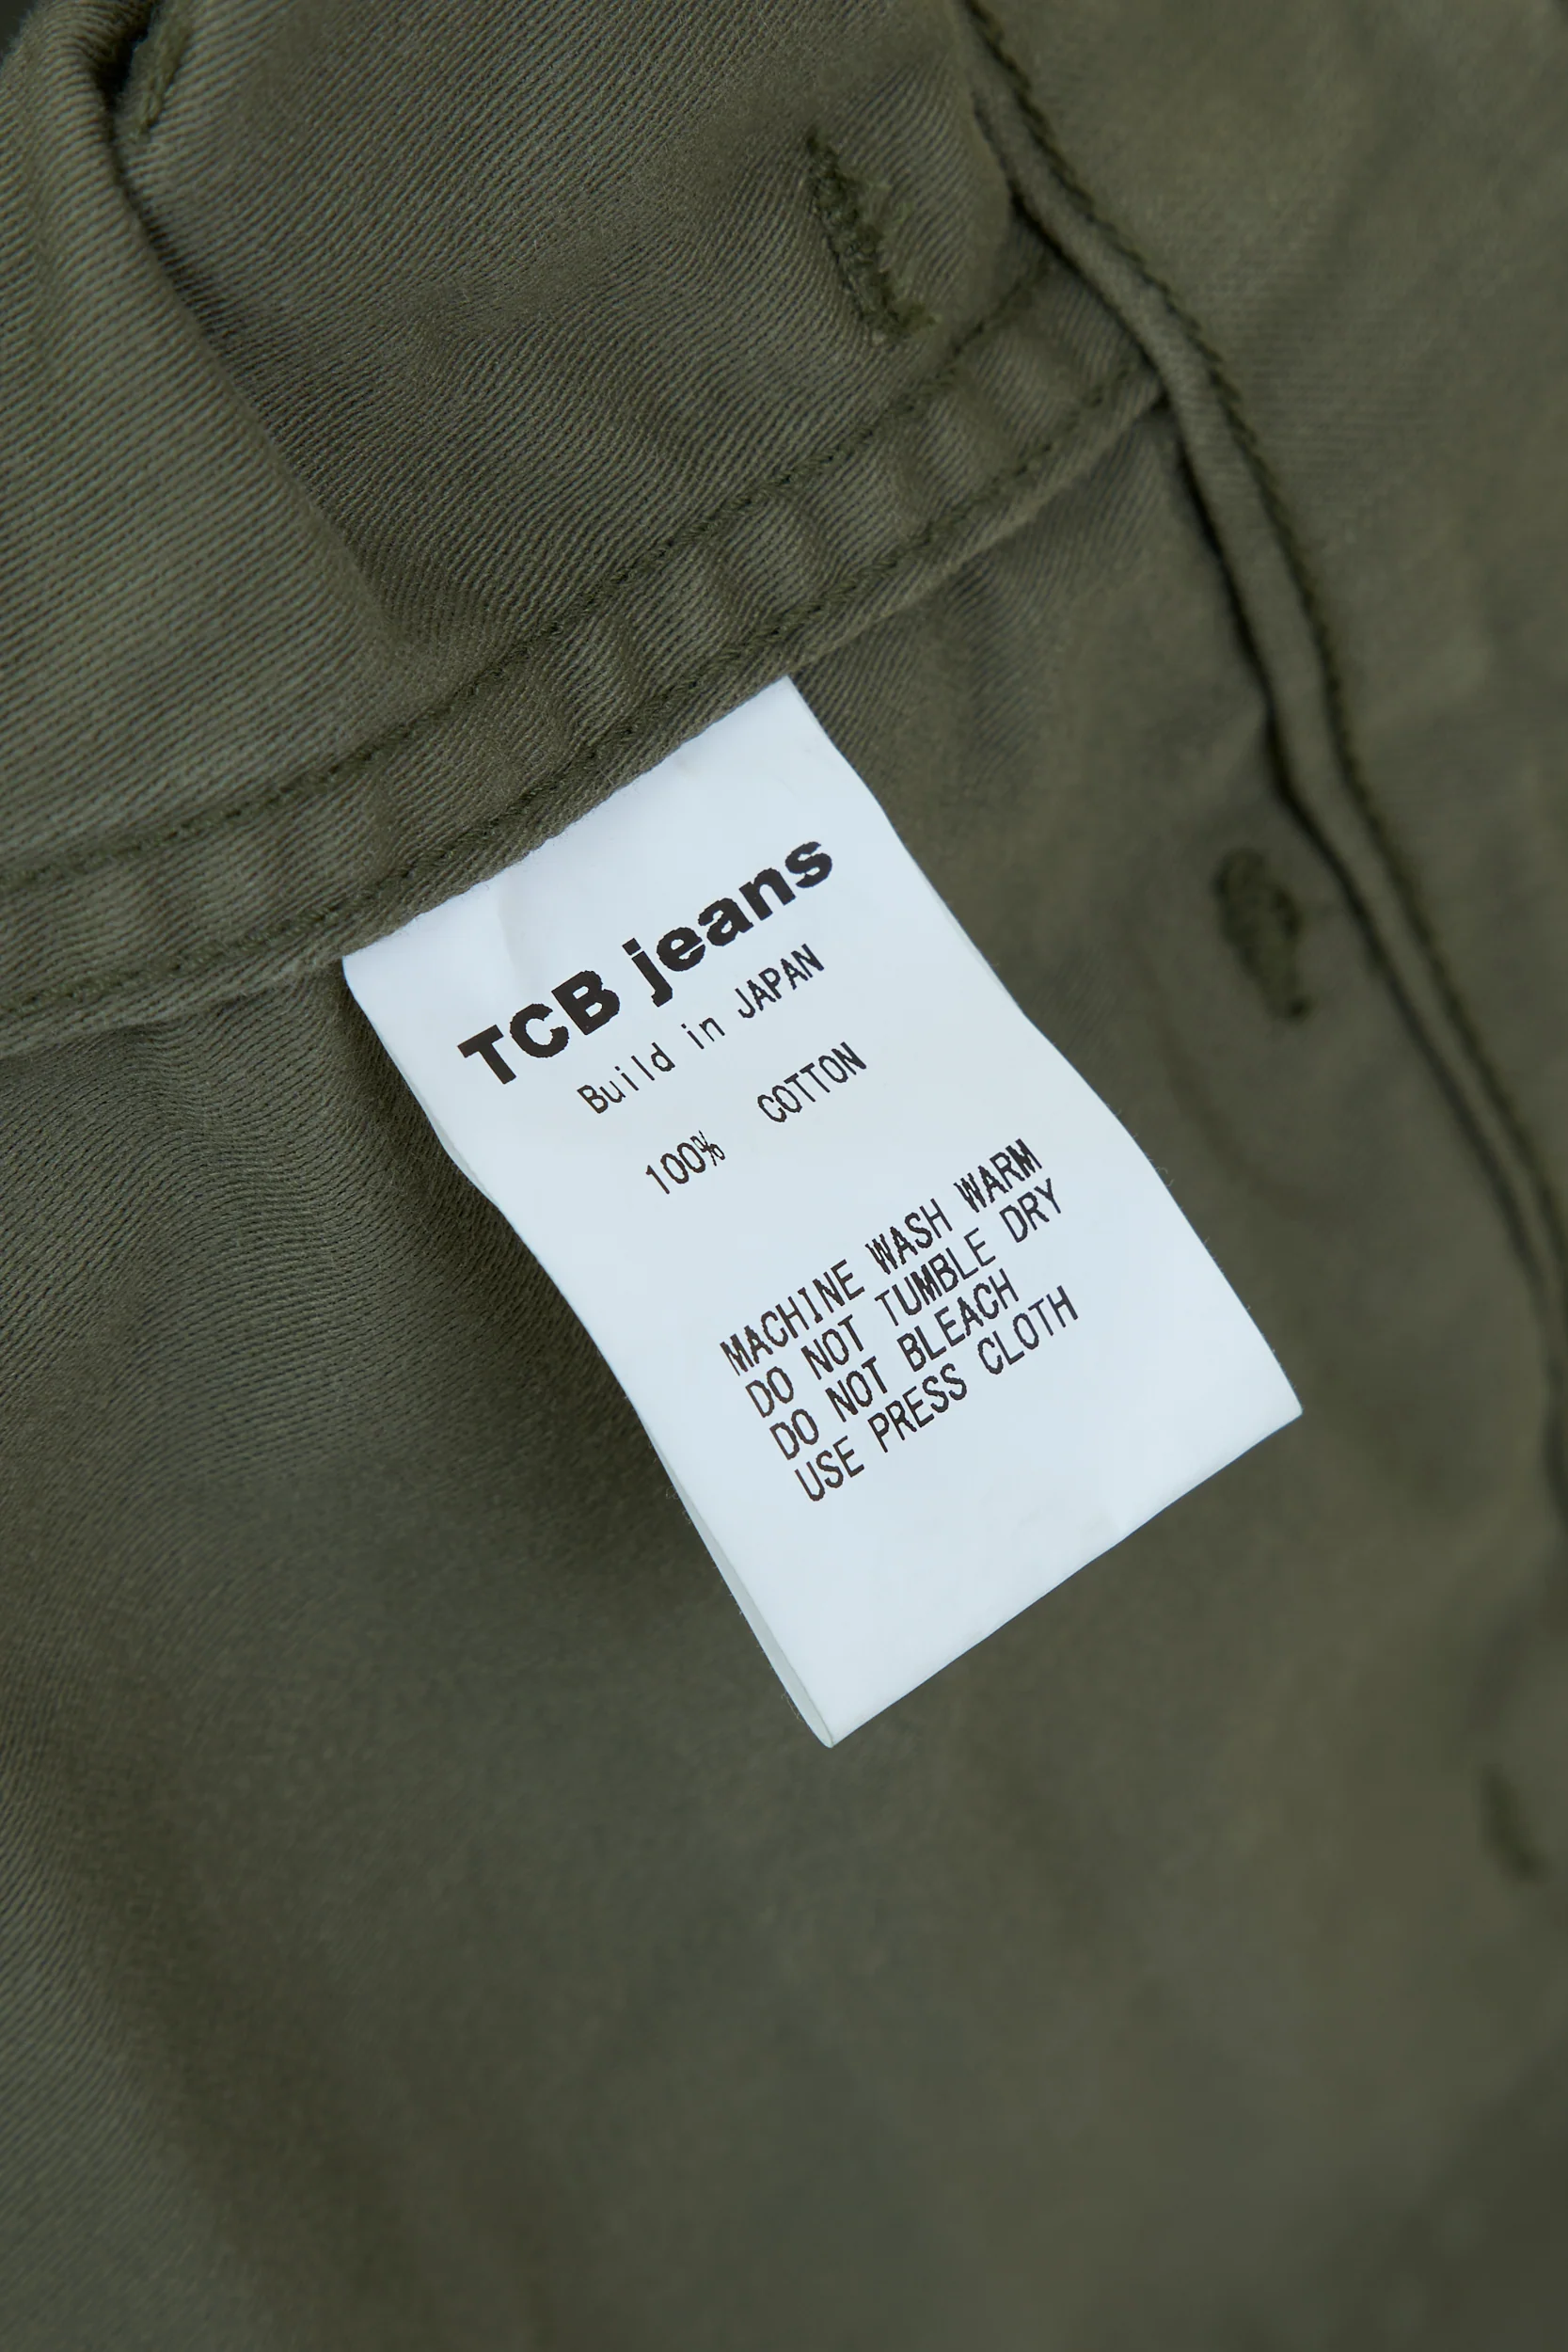 TCB jeans
Build in JAPAN
100% COTTON
MACHINE WASH WARM
DO NOT TUMBLE DRY
DO NOT BLEACH
USE PRESS CLOTH